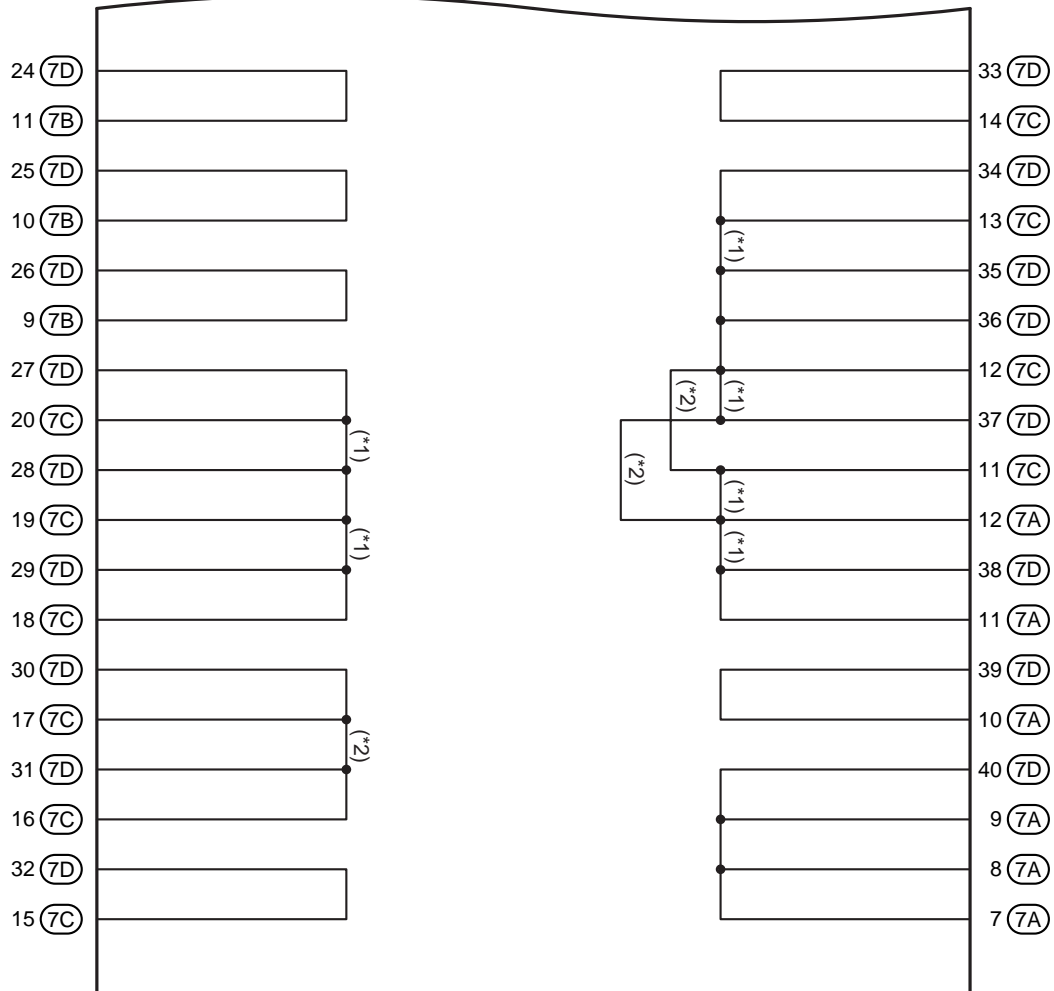 24 7D
11 7B
25 7D
10 7B
26 7D
9 7B
27 7D
20 7C
(*1)
28 7D
19 7C
(*1)
29 7D
18 7C
30 7D
17 7C
(*2)
31 7D
16 7C
32 7D
15 7C
33 7D
14 7C
34 7D
13 7C
(*1)
35 7D
36 7D
12 7C
(*2)
(*1)
37 7D
(*2)
11 7C
(*1)
12 7A
(*1)
38 7D
11 7A
39 7D
10 7A
40 7D
9 7A
8 7A
7 7A